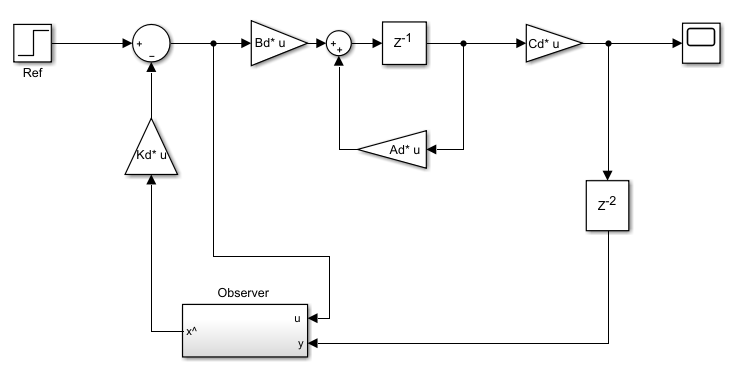 Ref
+
−
Bd* u
+
+
Z-1
Cd* u
Kd* u
Ad* u
Z-2
Observer
u
x^
y